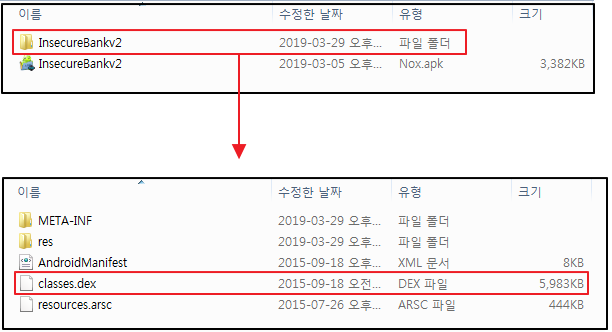 이름 수정한 날짜 유형 크기
InsecureBankv2 2019-03-29 오후... 파일 폴더
InsecureBankv2 2019-03-05 오후... Nox.apk 3,382KB
이름 수정한 날짜 유형 크기
META-INF 2019-03-29 오후... 파일 폴더
res 2019-03-29 오후... 파일 폴더
AndroidManifest 2015-09-18 오후... XML 문서 8KB
classes.dex 2015-09-18 오전... DEX 파일 5,983KB
resources.arsc 2015-07-26 오후... ARSC 파일 444KB